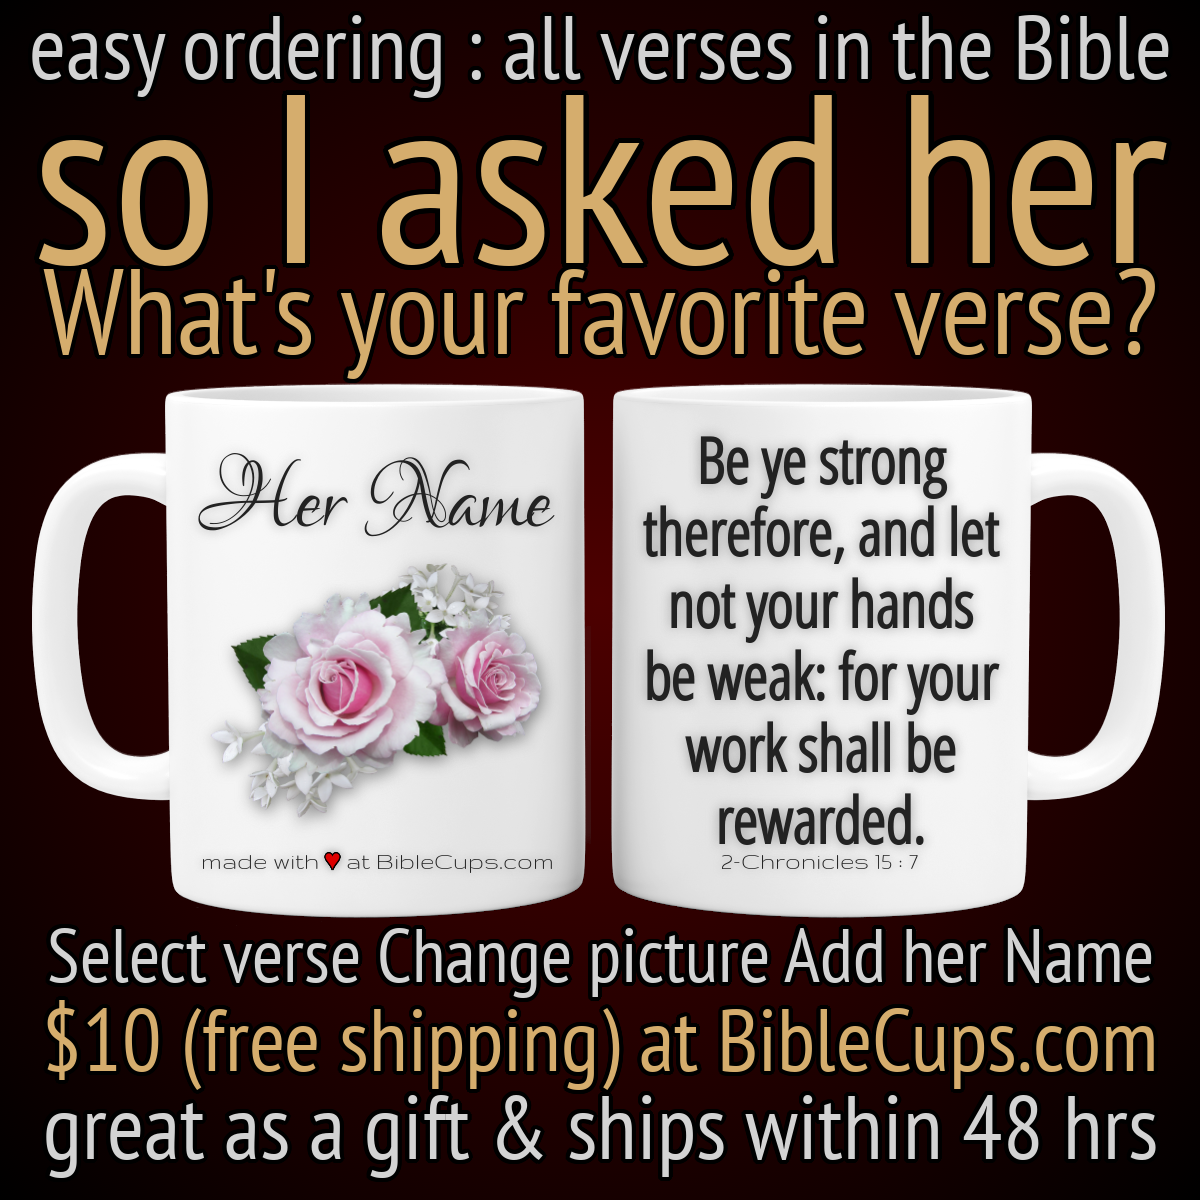 easy ordering : all verses in the Bible
so I asked her
What's your favorite verse?
Her Name
made with ♥ at BibleCups.com
Be ye strong
therefore, and let
not your hands
be weak: for your
work shall be
rewarded.
2-Chronicles 15 : 7
Select verse Change picture Add her Name
$10 (free shipping) at BibleCups.com
great as a gift & ships within 48 hrs